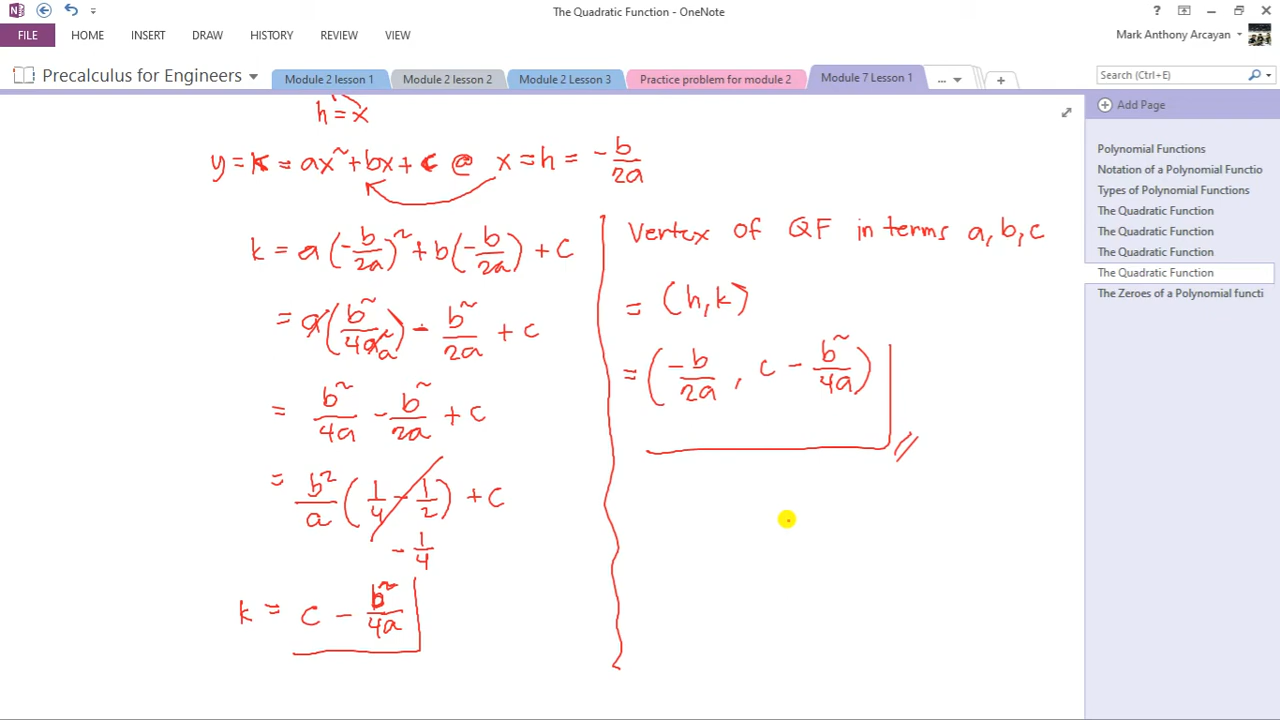 The Quadratic Function - OneNote
FILE HOME INSERT DRAW HISTORY REVIEW VIEW
Mark Anthony Arcayan
Precalculus for Engineers
Module 2 lesson 1
Module 2 lesson 2
Module 2 Lesson 3
Practice problem for module 2
Module 7 Lesson 1
...
Search (Ctrl+E)
Add Page
Polynomial Functions
Notation of a Polynomial Functio
Types of Polynomial Functions
The Quadratic Function
The Quadratic Function
The Quadratic Function
The Quadratic Function
The Zeroes of a Polynomial functi
h = x
y = k = ax² + bx + c @ x = h = -b/2a
k = a(-b/2a)² + b(-b/2a) + c
= a(b²/4a²) - b²/2a + c
= b²/4a - b²/2a + c
= b²/a (1/4 - 1/2) + c
-1/4
k = c - b²/4a
Vertex of QF in terms a, b, c
= (h, k)
= (-b/2a, c - b²/4a)